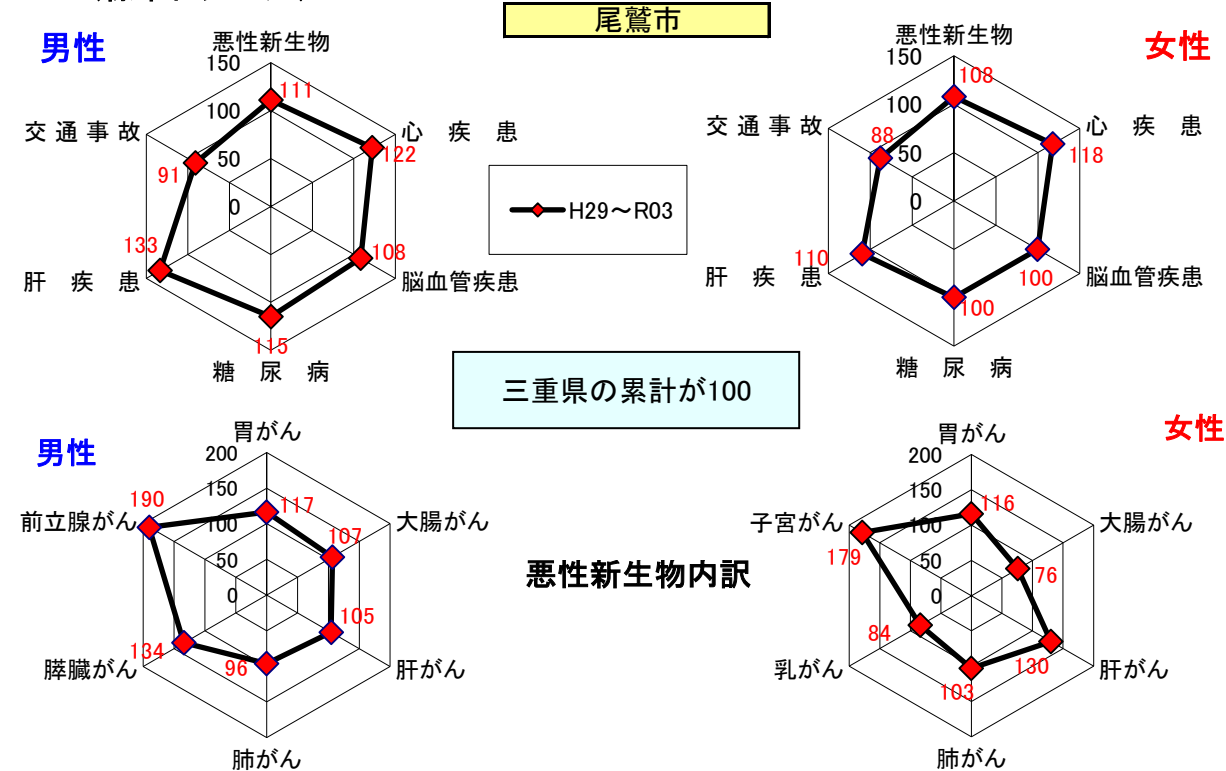 尾鷲市
男性
悪性新生物
150
111
100
50
0
交通事故
91
心疾患
122
133
108
肝疾患
脳血管疾患
115
糖尿病
H29～R03
女性
悪性新生物
150
108
100
50
0
交通事故
88
心疾患
118
110
肝疾患
100
脳血管疾患
100
糖尿病
三重県の累計が100
男性
胃がん
200
150
100
50
0
190
117
前立腺がん
大腸がん
107
105
134
96
膵臓がん
肝がん
肺がん
悪性新生物内訳
女性
胃がん
200
150
100
50
0
116
子宮がん
大腸がん
179
76
84
130
乳がん
103
肝がん
肺がん